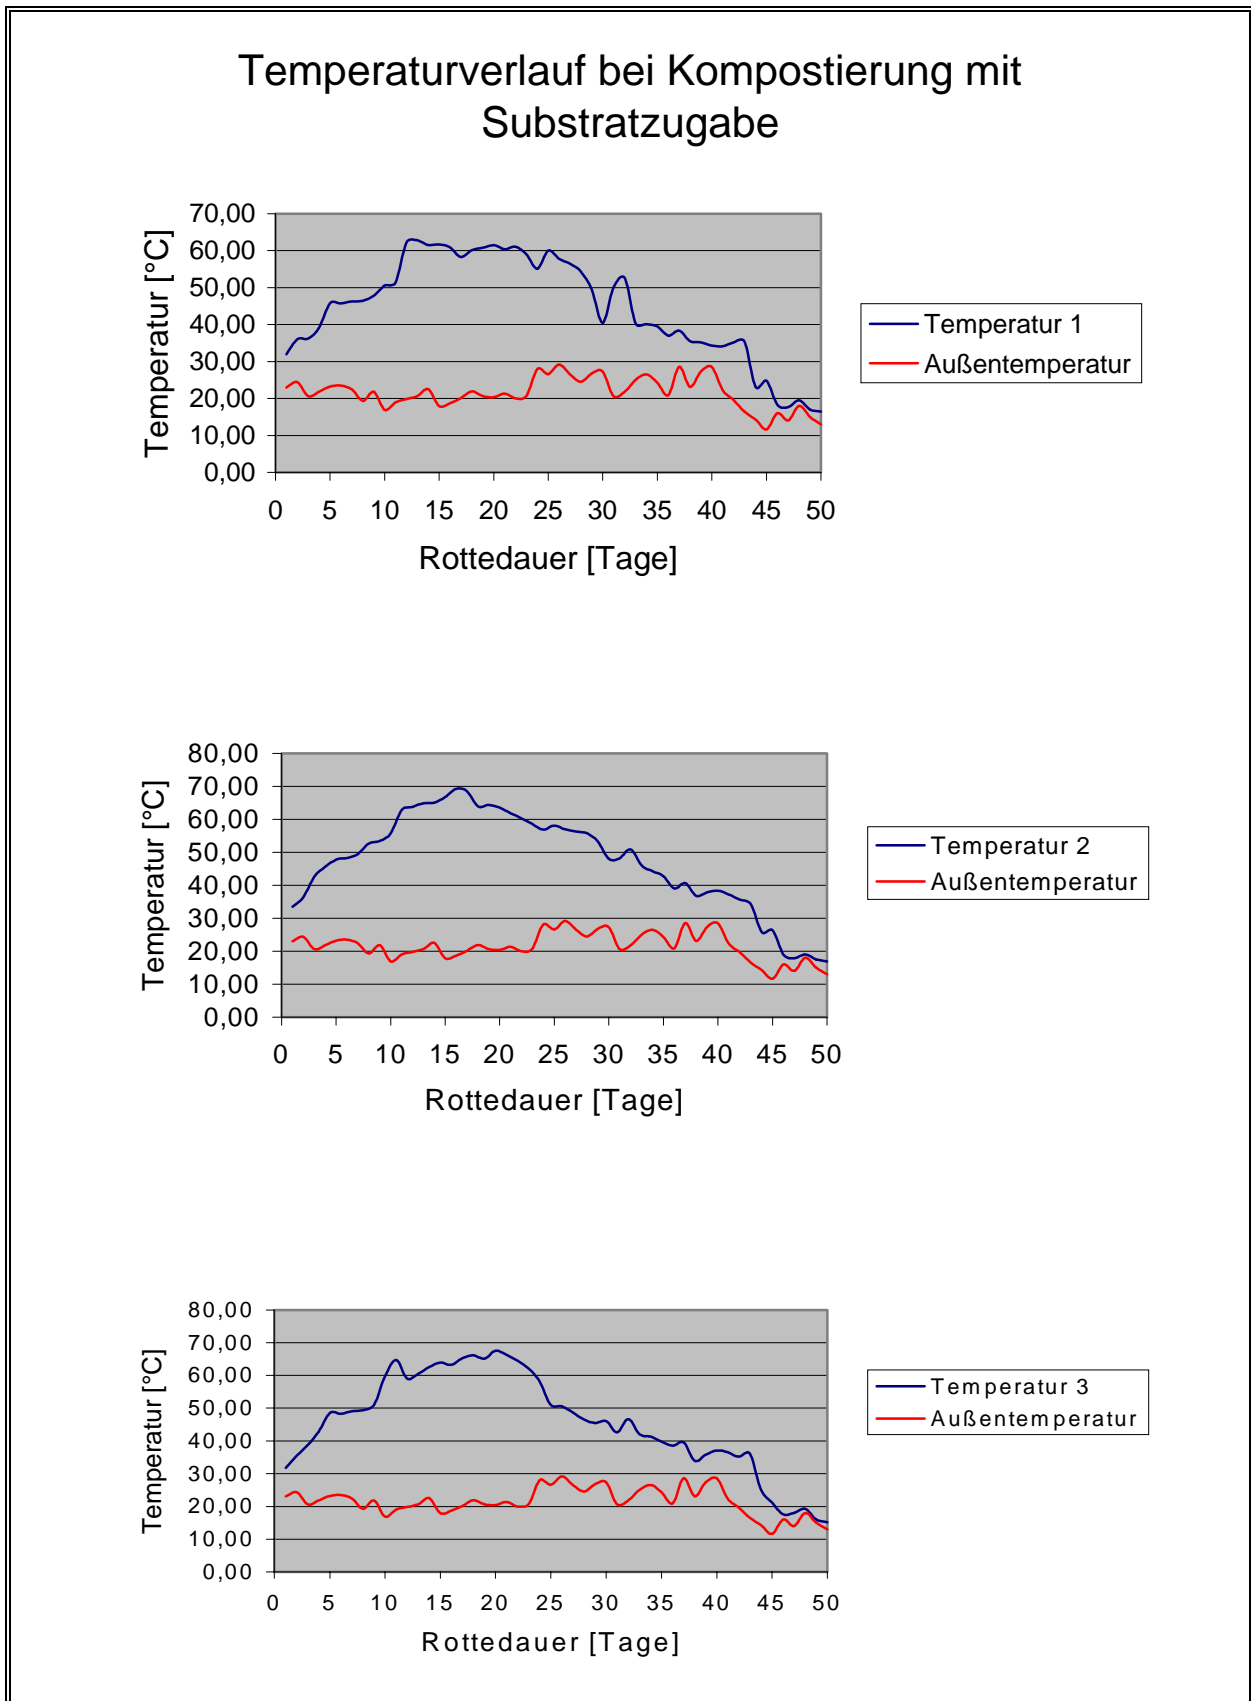 Temperaturverlauf bei Kompostierung mit
Substratzugabe
70,00
60,00
50,00
40,00
30,00
20,00
10,00
0,00
Temperatur [°C]
0 5 10 15 20 25 30 35 40 45 50
Rottedauer [Tage]
Temperatur 1
Außentemperatur
80,00
70,00
60,00
50,00
40,00
30,00
20,00
10,00
0,00
Temperatur [°C]
0 5 10 15 20 25 30 35 40 45 50
Rottedauer [Tage]
Temperatur 2
Außentemperatur
80,00
70,00
60,00
50,00
40,00
30,00
20,00
10,00
0,00
Temperatur [°C]
0 5 10 15 20 25 30 35 40 45 50
Rottedauer [Tage]
Temperatur 3
Außentemperatur